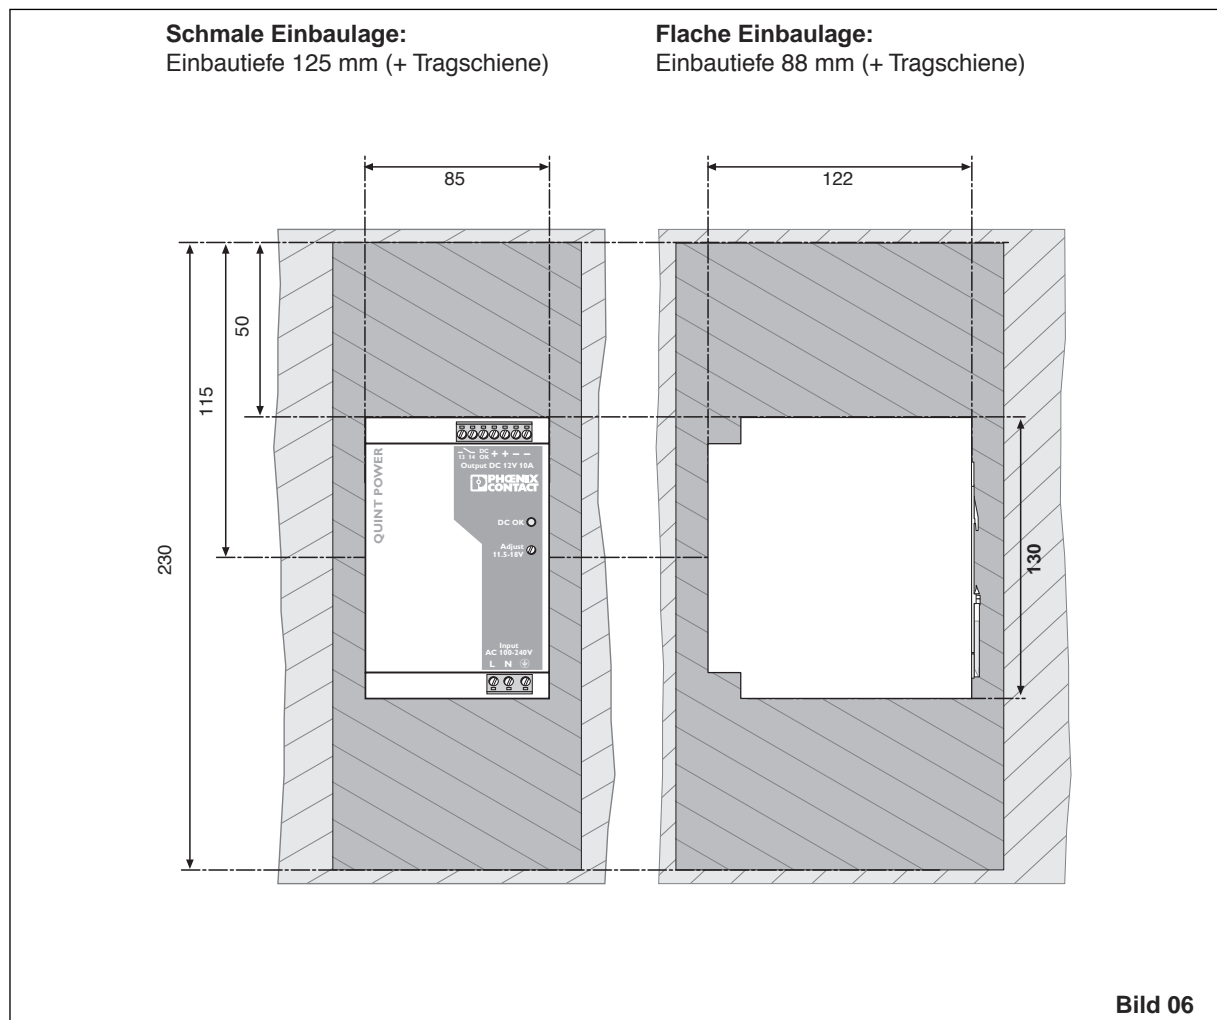 Schmale Einbaulage:
Einbautiefe 125 mm (+ Tragschiene)
Flache Einbaulage:
Einbautiefe 88 mm (+ Tragschiene)
85
122
50
115
230
130
13 14 DC OK + + – –
Output DC 12V 10A
PHŒNIX
CONTACT
QUINT POWER
DC OK
Adjust
11.5-18V
Input
AC 100-240V
L N
Bild 06